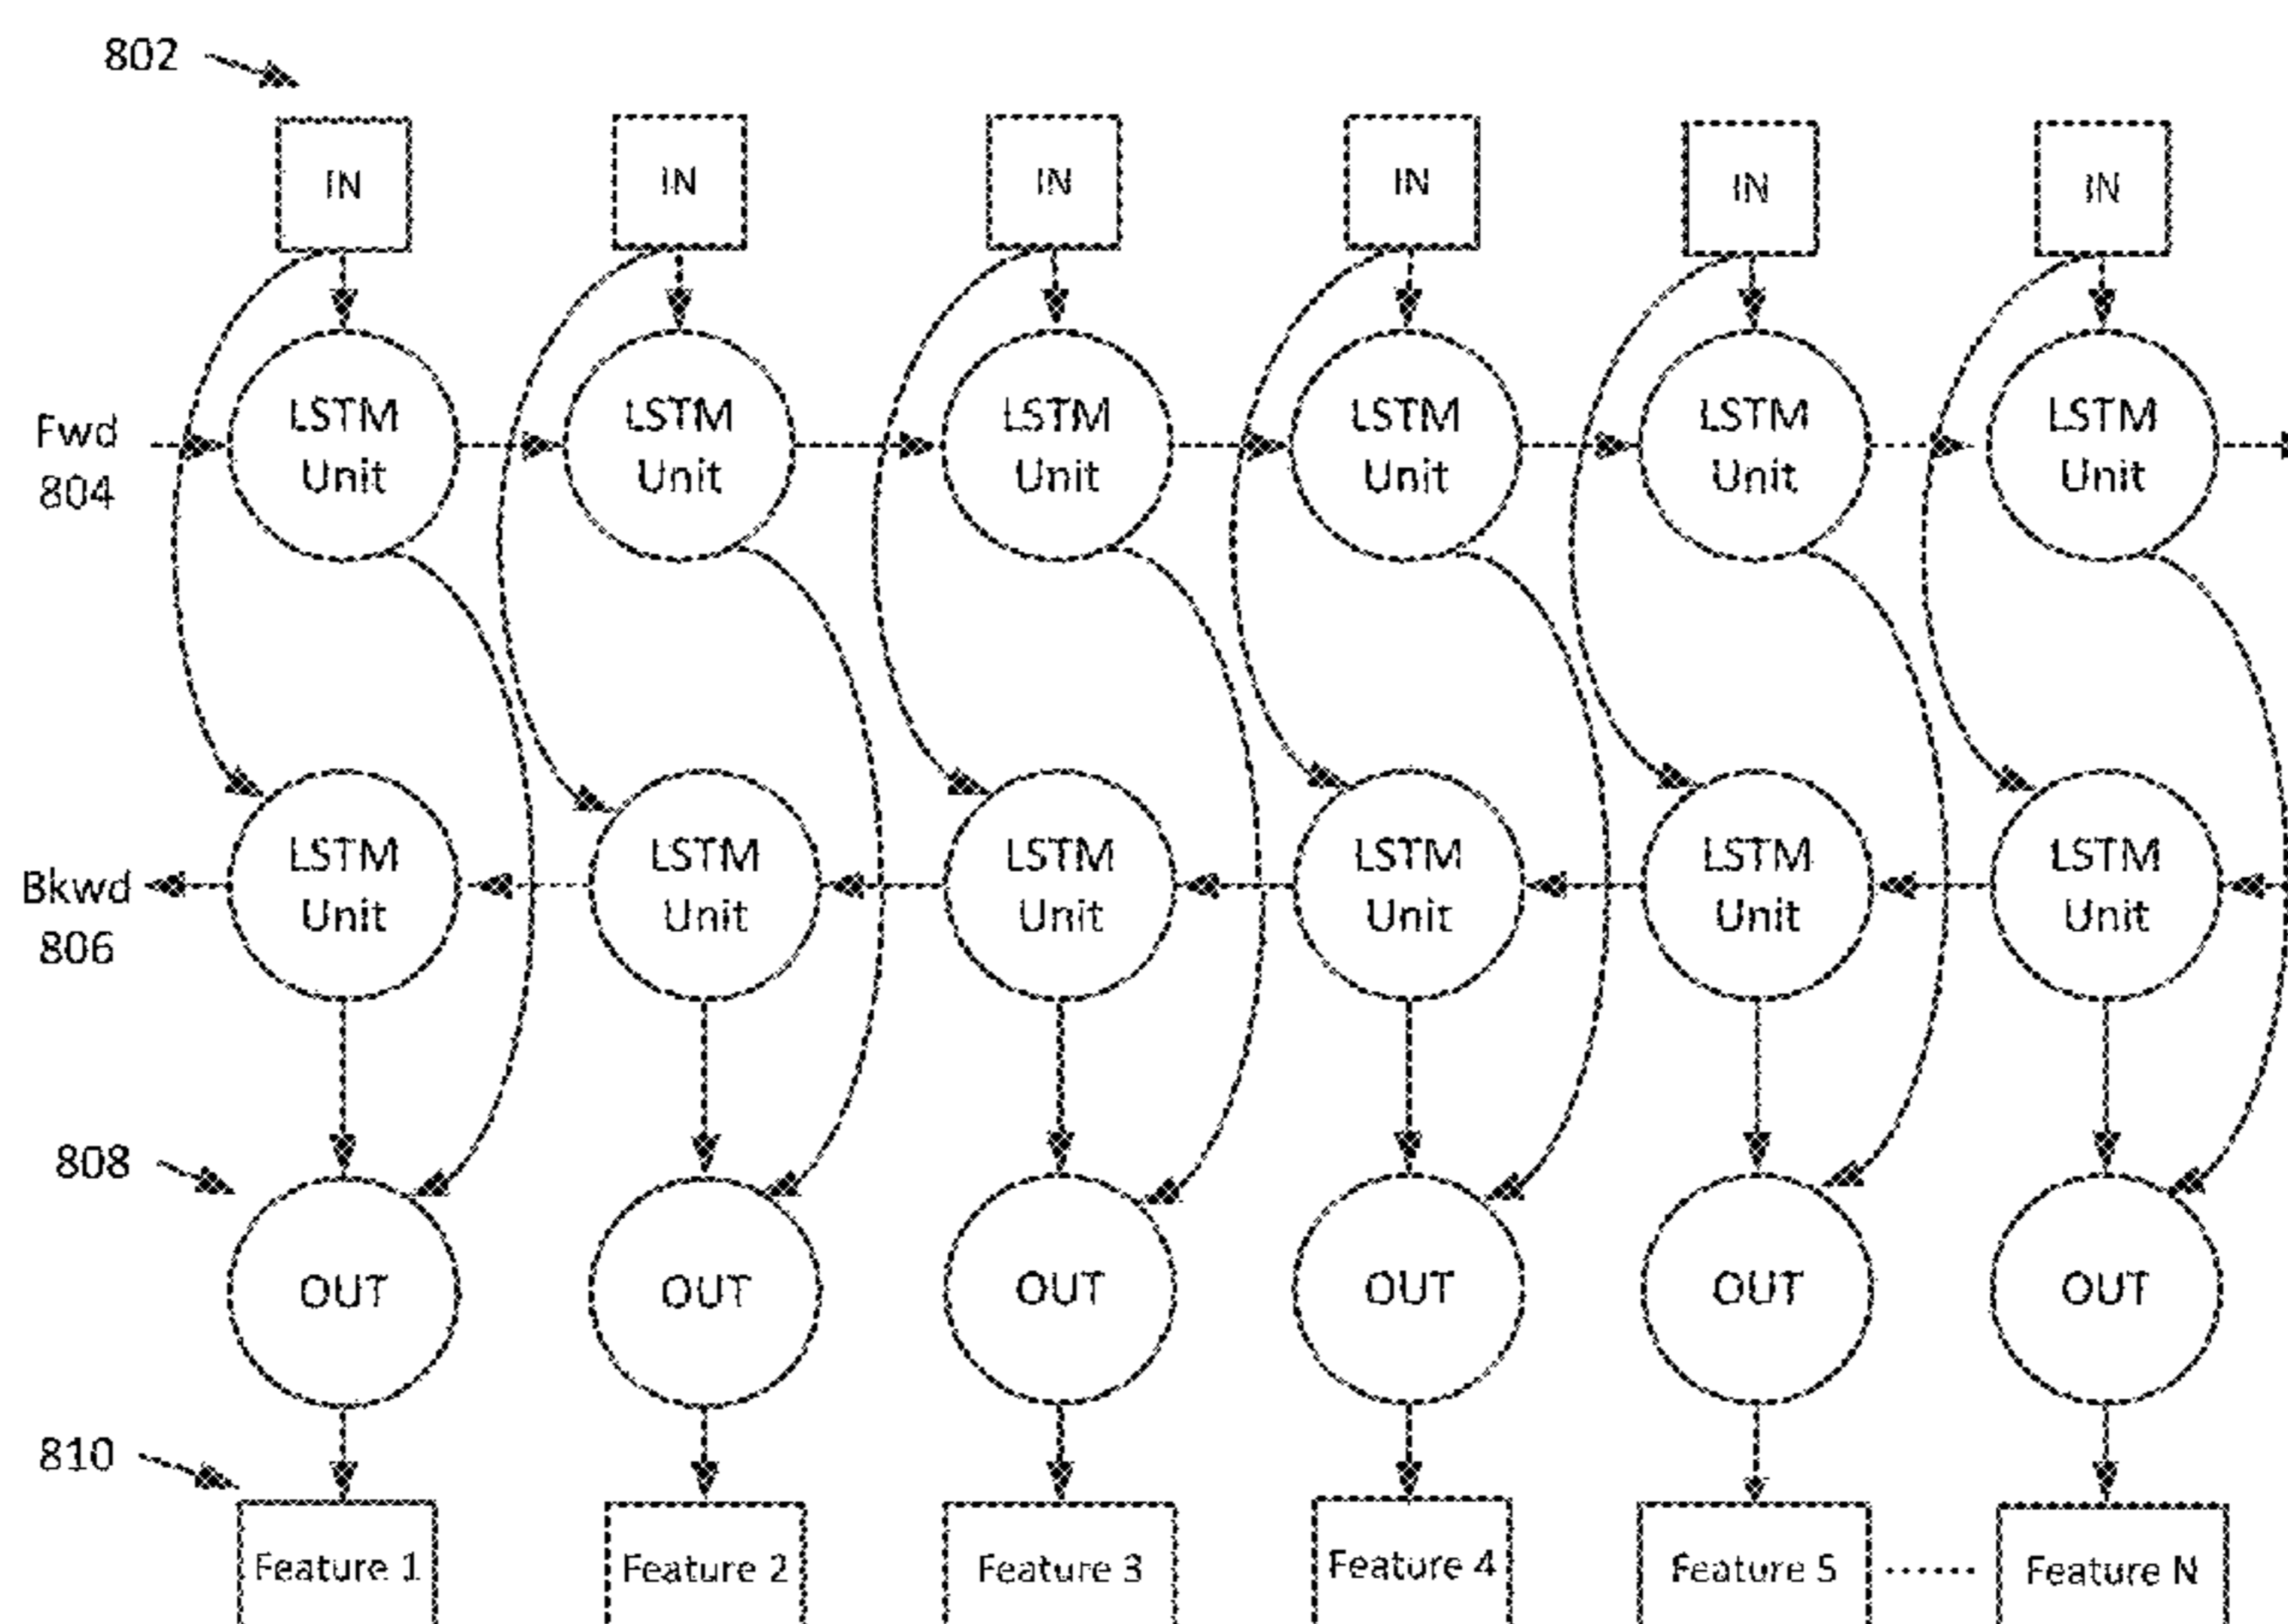 802
IN IN IN IN IN IN
Fwd
804
LSTM
Unit
LSTM
Unit
LSTM
Unit
LSTM
Unit
LSTM
Unit
LSTM
Unit
Bkwd
806
LSTM
Unit
LSTM
Unit
LSTM
Unit
LSTM
Unit
LSTM
Unit
LSTM
Unit
808
OUT OUT OUT OUT OUT OUT
810
Feature 1 Feature 2 Feature 3 Feature 4 Feature 5 ...... Feature N